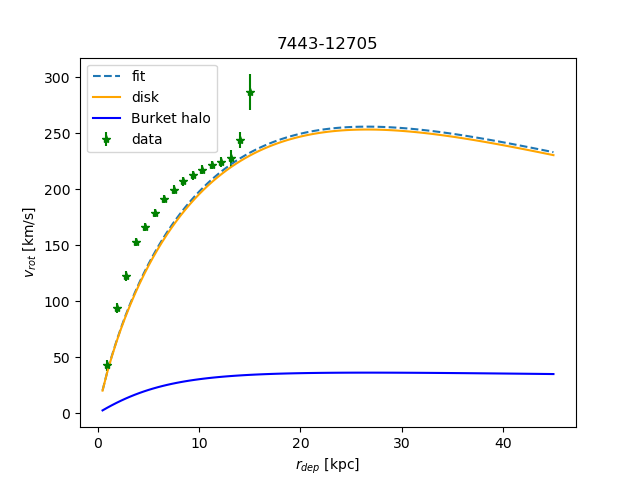 7443-12705
fit
disk
Burket halo
data
300
250
200
150
100
50
0
v_rot [km/s]
0 10 20 30 40
r_dep [kpc]